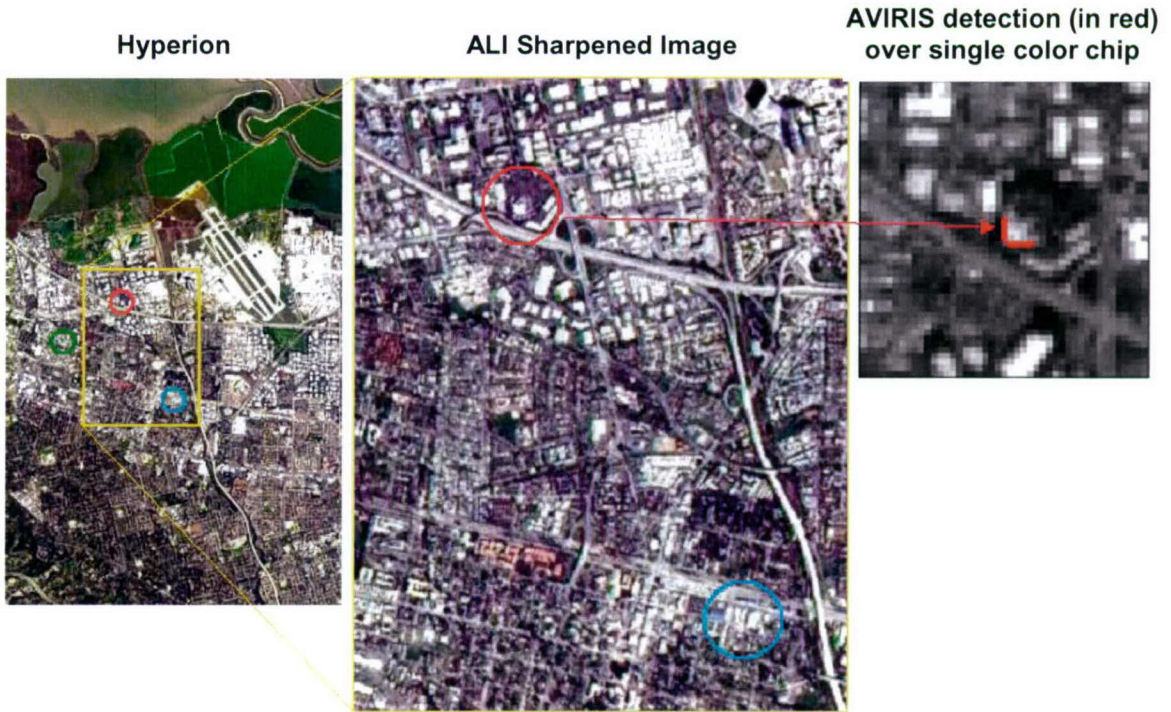 Hyperion
ALI Sharpened Image
AVIRIS detection (in red)
over single color chip